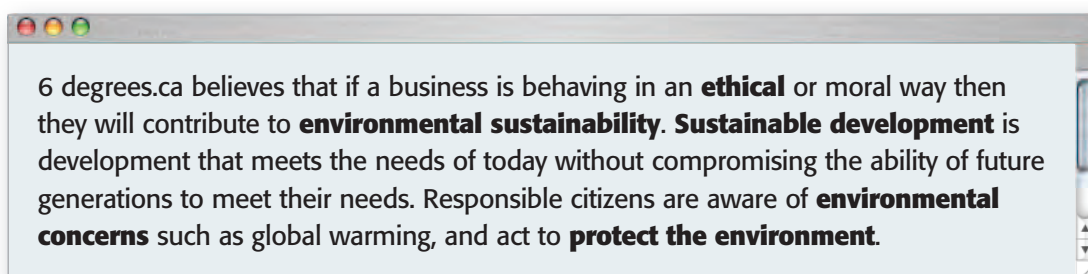 6 degrees.ca believes that if a business is behaving in an ethical or moral way then
they will contribute to environmental sustainability. Sustainable development is
development that meets the needs of today without compromising the ability of future
generations to meet their needs. Responsible citizens are aware of environmental
concerns such as global warming, and act to protect the environment.